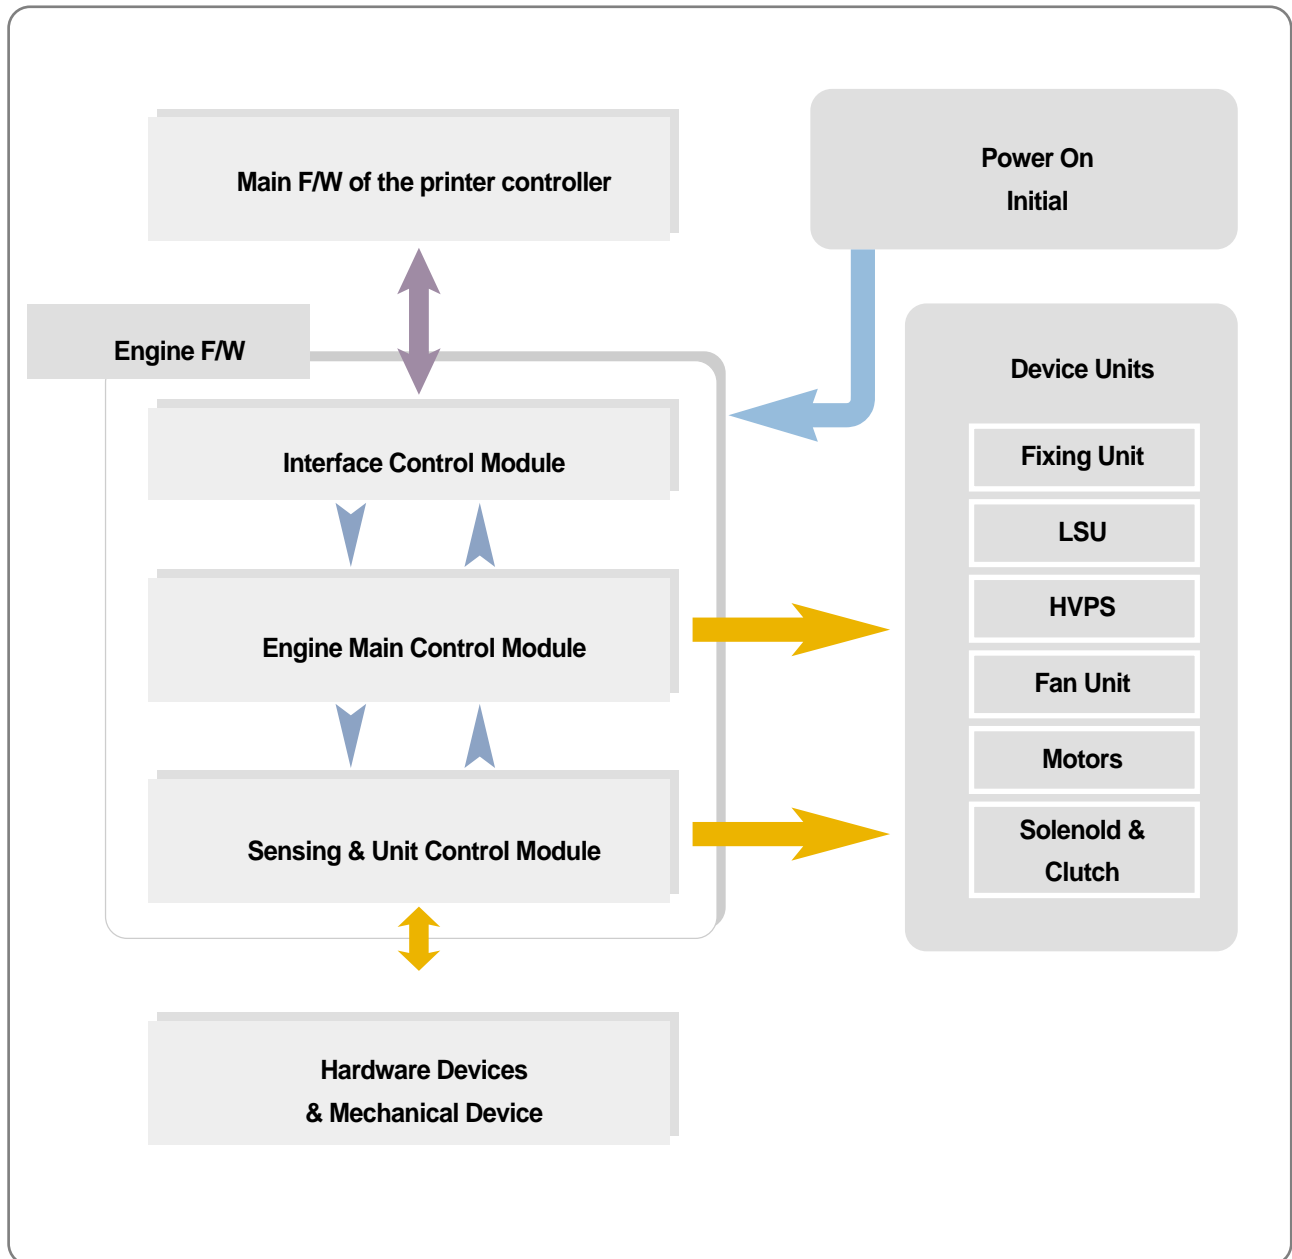 Main F/W of the printer controller
Power On
Initial
Engine F/W
Interface Control Module
Engine Main Control Module
Sensing & Unit Control Module
Hardware Devices
& Mechanical Device
Device Units
Fixing Unit
LSU
HVPS
Fan Unit
Motors
Solenold &
Clutch